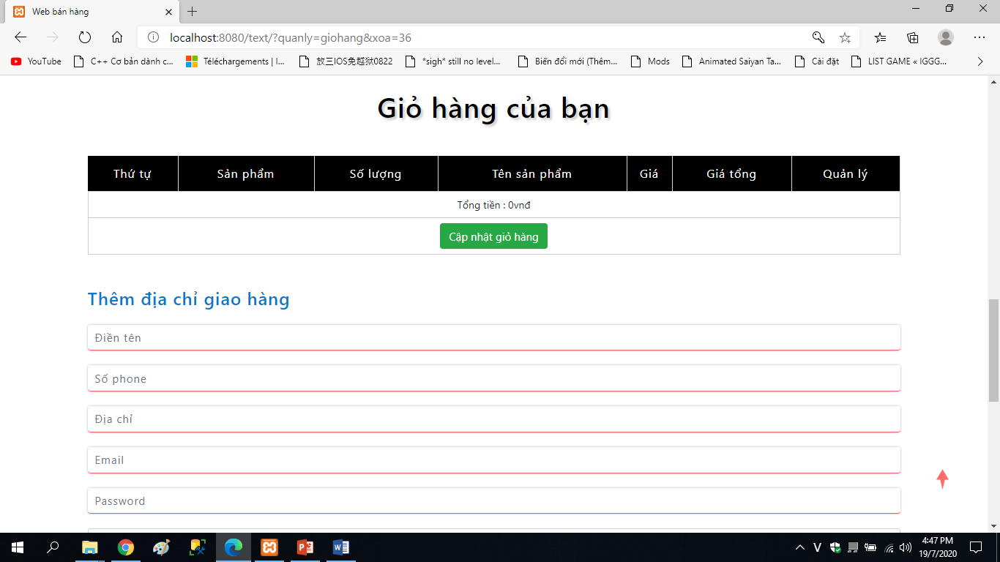 Web bán hàng
localhost:8080/text/?quanly=giohang&xoa=36
YouTube C++ Cơ bản dành c... Téléchargements | I... 放三IOS免越狱0822 *sigh* still no level... Biến đổi mới (Thêm... Mods Animated Saiyan Ta... Cài đặt LIST GAME « IGGG...
Giỏ hàng của bạn
Thứ tự Sản phẩm Số lượng Tên sản phẩm Giá Giá tổng Quản lý
Tổng tiền : 0vnđ
Cập nhật giỏ hàng
Thêm địa chỉ giao hàng
Điền tên
Số phone
Địa chỉ
Email
Password
4:47 PM
19/7/2020